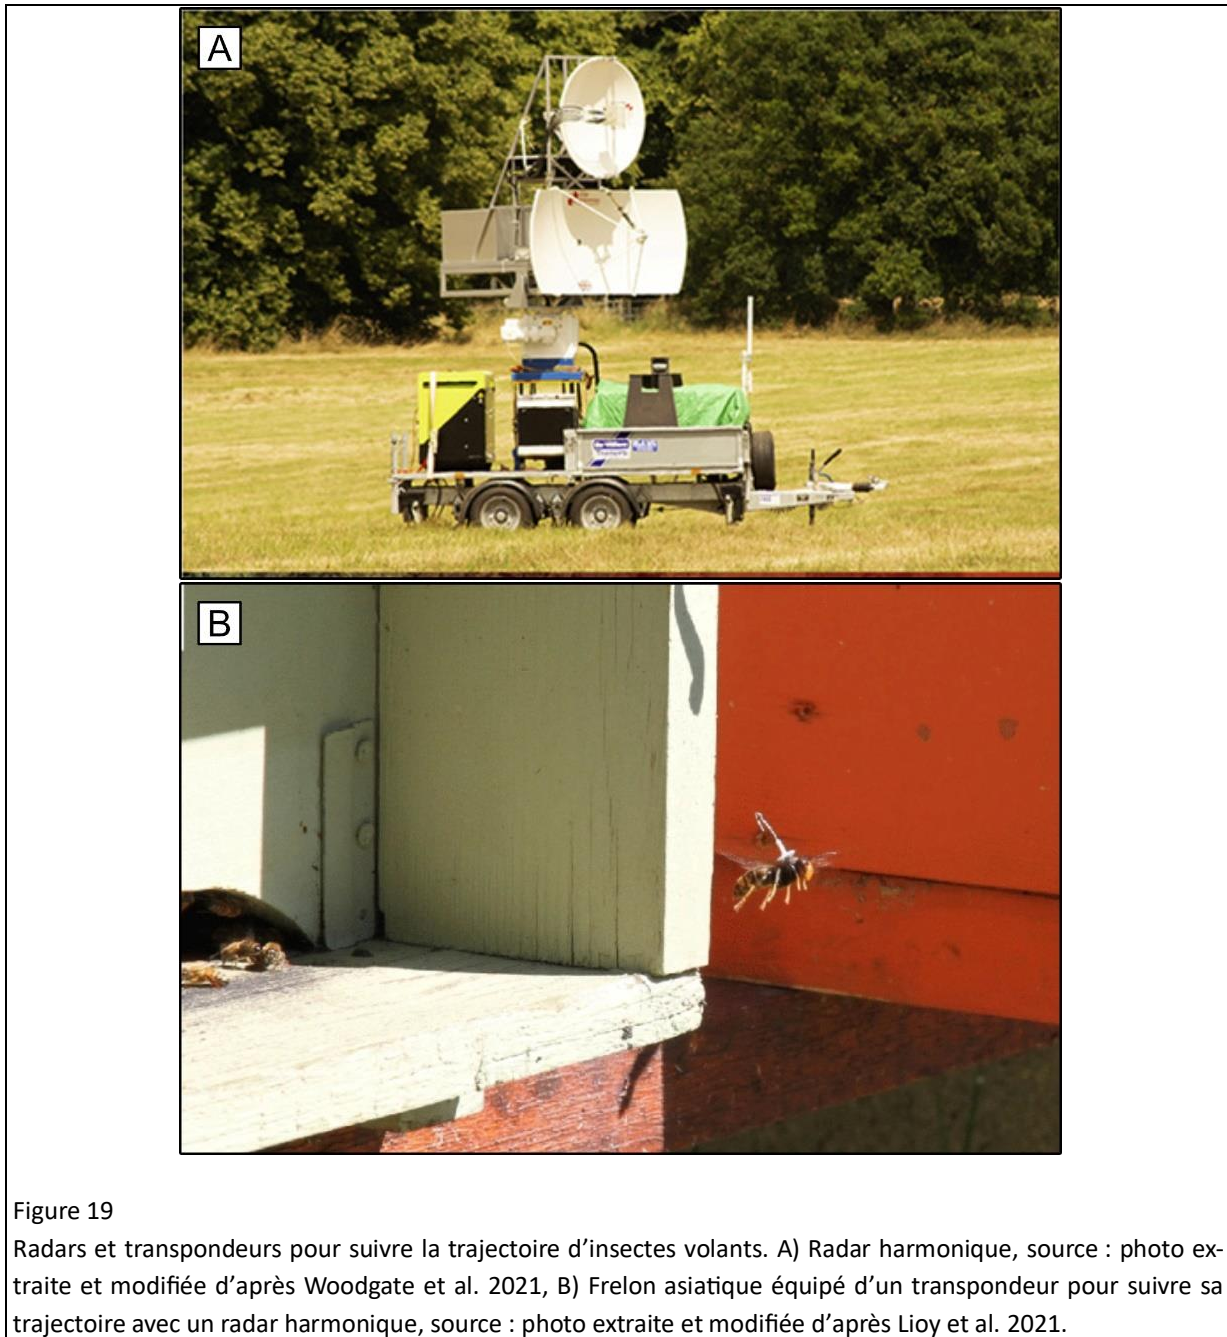 A
B
Figure 19
Radars et transpondeurs pour suivre la trajectoire d’insectes volants. A) Radar harmonique, source : photo ex-
traite et modifiée d’après Woodgate et al. 2021, B) Frelon asiatique équipé d’un transpondeur pour suivre sa
trajectoire avec un radar harmonique, source : photo extraite et modifiée d’après Lioy et al. 2021.